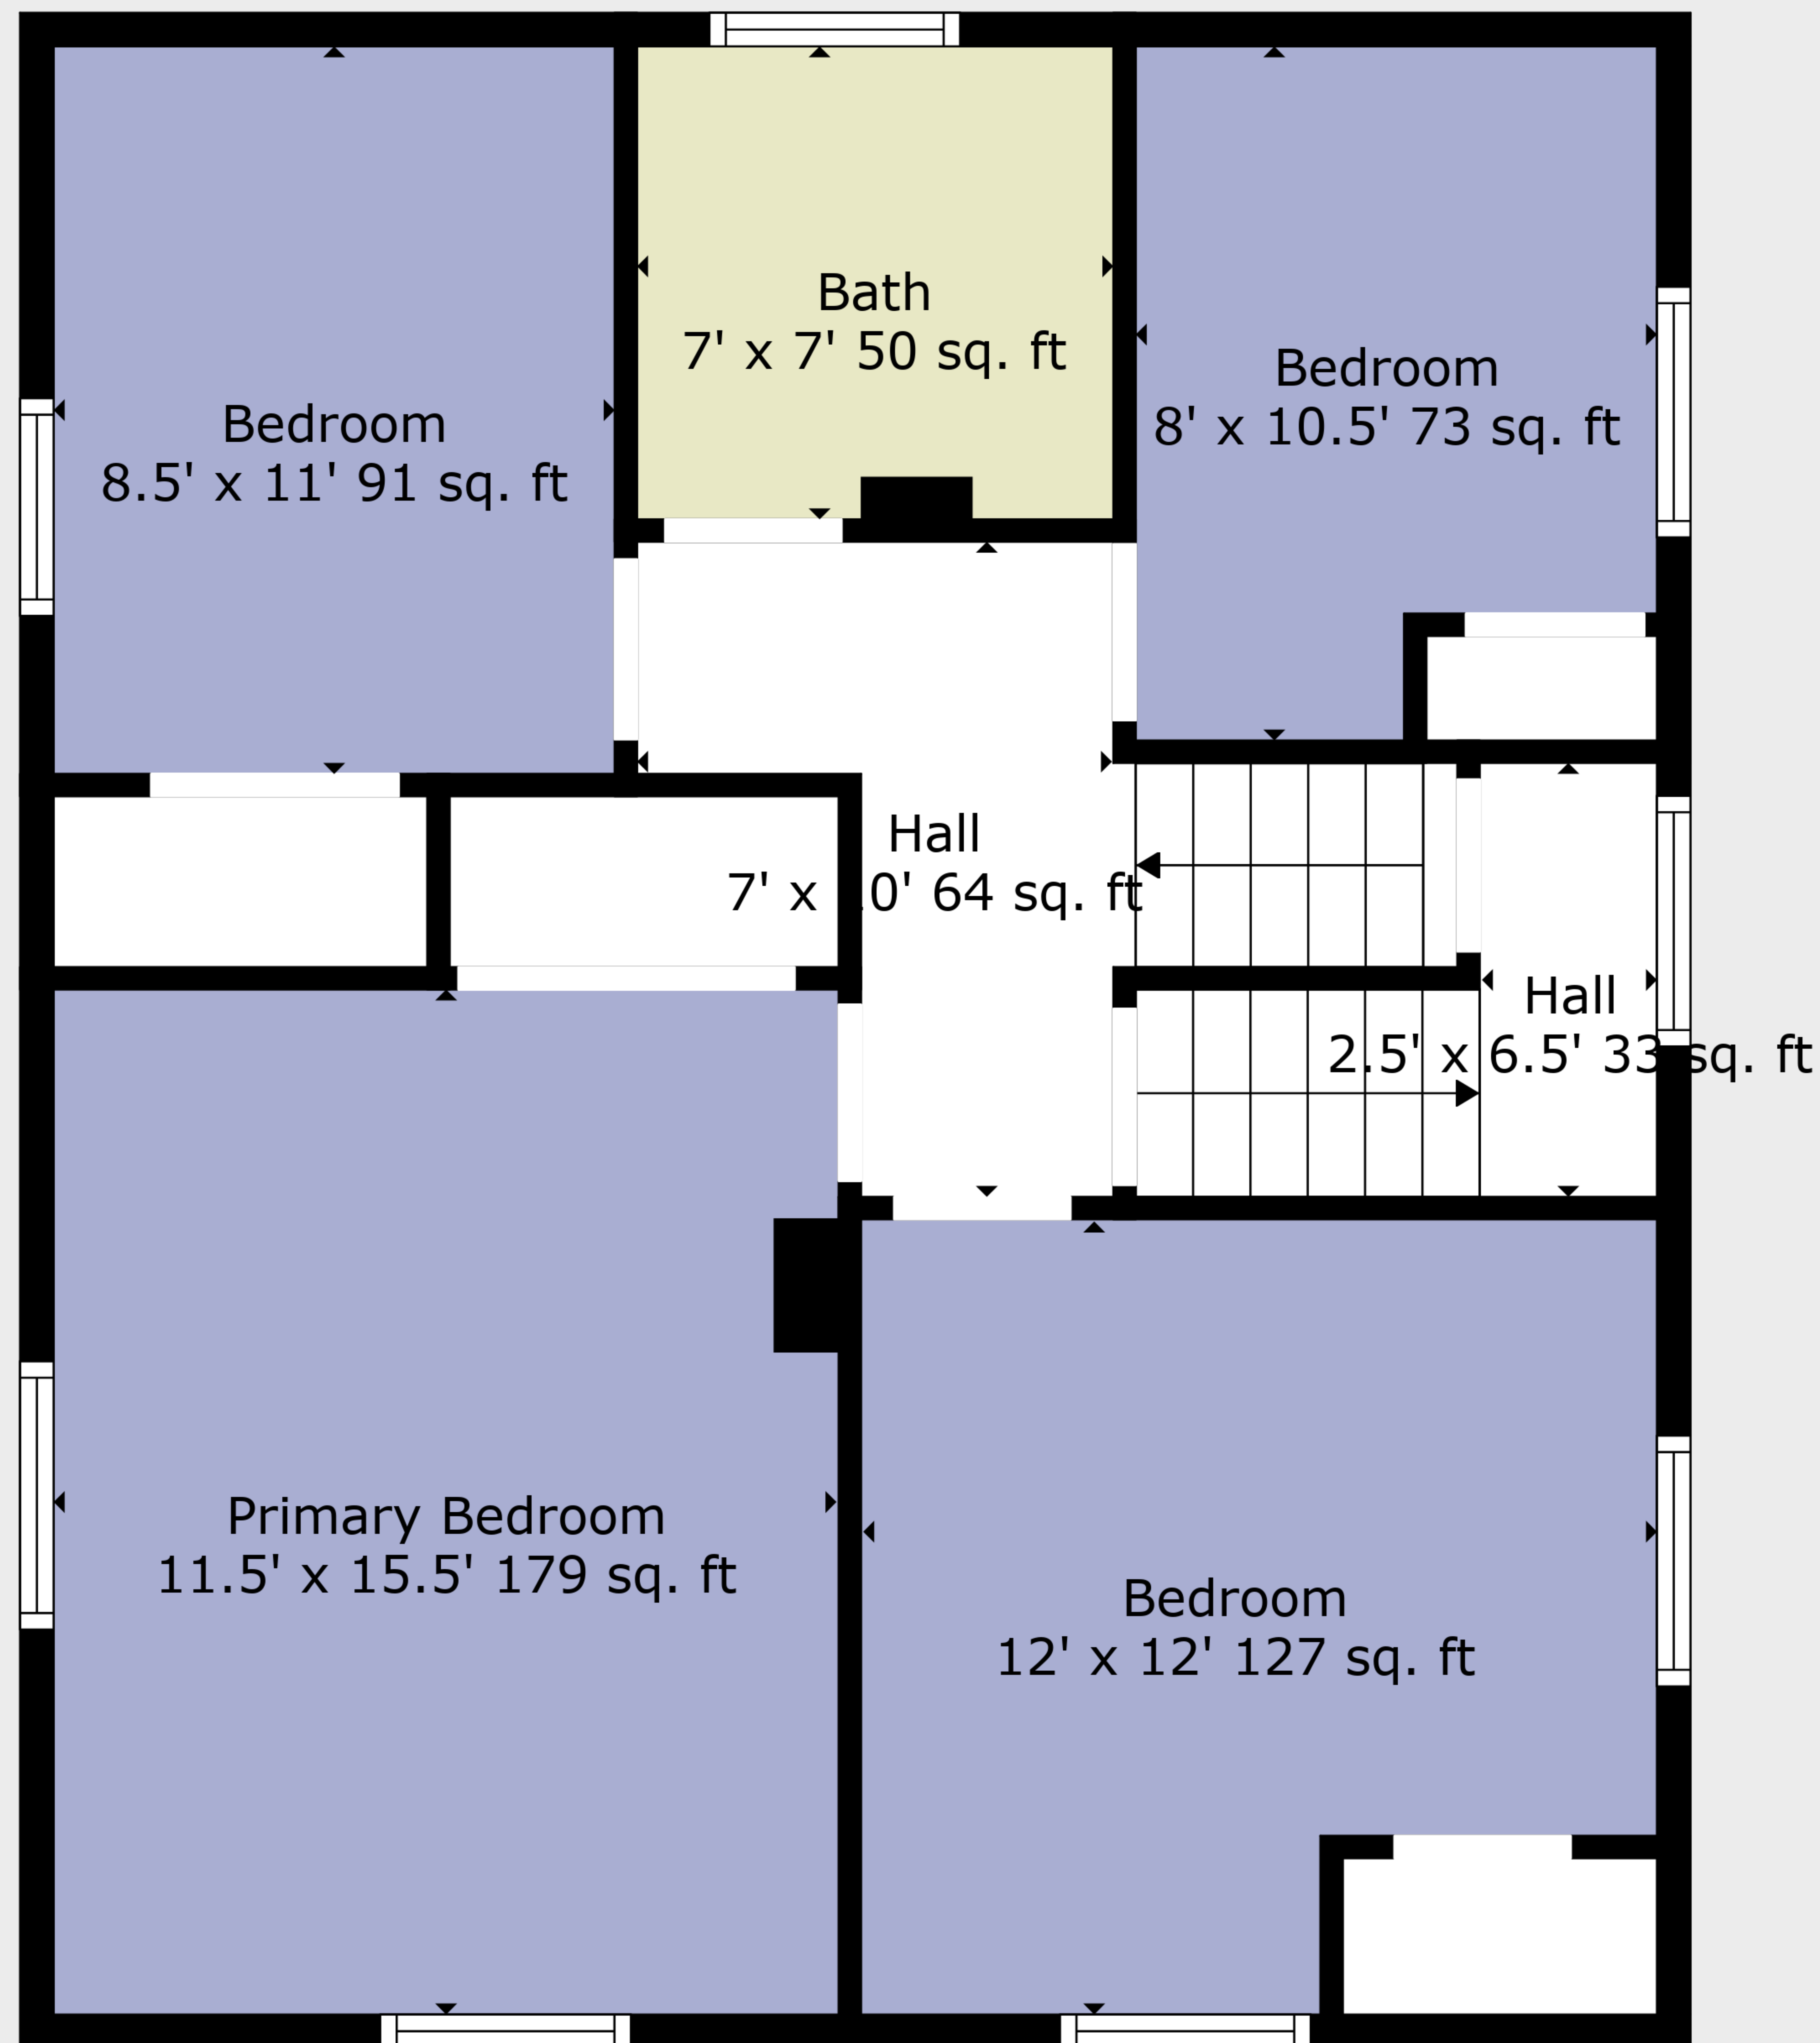 Bath
7' x 7' 50 sq. ft
Bedroom
8' x 10.5' 73 sq. ft
Bedroom
8.5' x 11' 91 sq. ft
Hall
7' x 10' 64 sq. ft
Hall
2.5' x 6.5' 33 sq. ft
Primary Bedroom
11.5' x 15.5' 179 sq. ft
Bedroom
12' x 12' 127 sq. ft